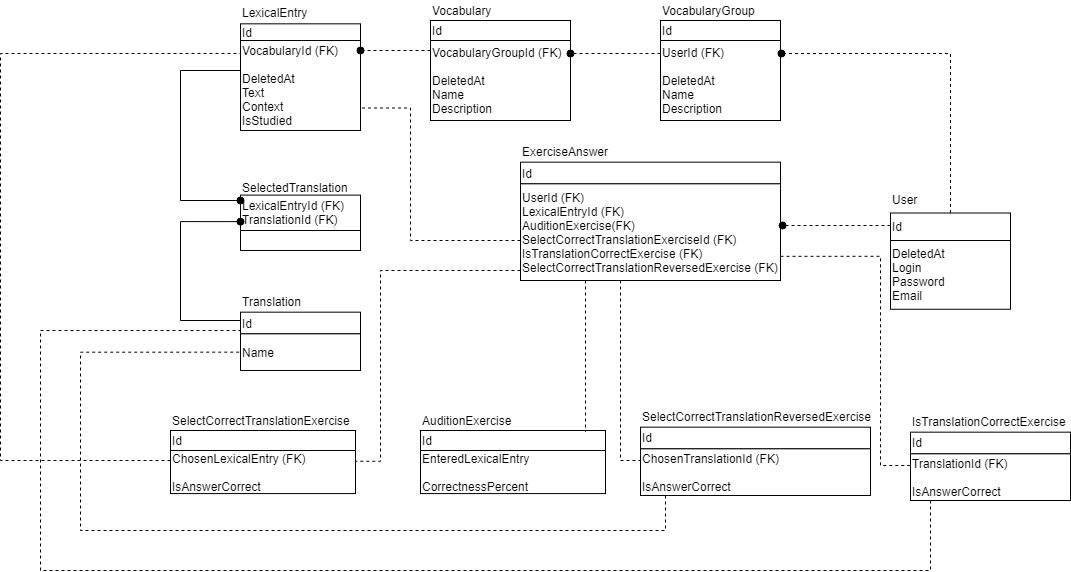 LexicalEntry
Id
VocabularyId (FK)
DeletedAt
Text
Context
IsStudied
Vocabulary
Id
VocabularyGroupId (FK)
DeletedAt
Name
Description
VocabularyGroup
Id
UserId (FK)
DeletedAt
Name
Description
ExerciseAnswer
Id
UserId (FK)
LexicalEntryId (FK)
AuditionExercise(FK)
SelectCorrectTranslationExerciseId (FK)
IsTranslationCorrectExercise (FK)
SelectCorrectTranslationReversedExercise (FK)
SelectedTranslation
LexicalEntryId (FK)
TranslationId (FK)
User
Id
DeletedAt
Login
Password
Email
Translation
Id
Name
SelectCorrectTranslationExercise
Id
ChosenLexicalEntry (FK)
IsAnswerCorrect
AuditionExercise
Id
EnteredLexicalEntry
CorrectnessPercent
SelectCorrectTranslationReversedExercise
Id
ChosenTranslationId (FK)
IsAnswerCorrect
IsTranslationCorrectExercise
Id
TranslationId (FK)
IsAnswerCorrect